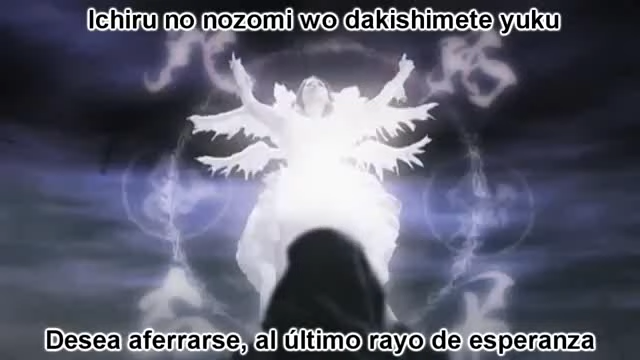 Ichiru no nozomi wo dakishimete yuku
Desea aferrarse, al último rayo de esperanza